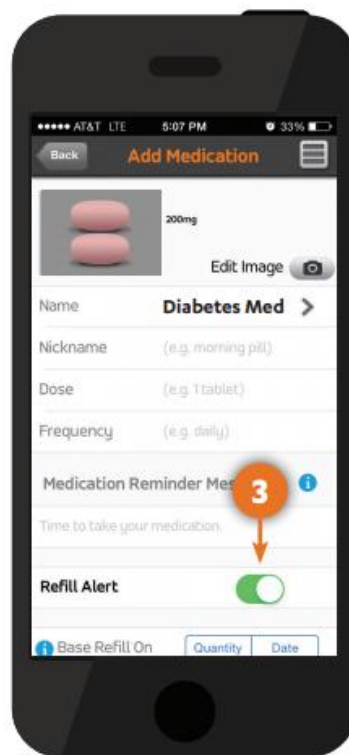 AT&T LTE 5:07 PM 33%
Back Add Medication
200mg
Edit Image
Name Diabetes Med
Nickname (e.g. morning pill)
Dose (e.g. 1 tablet)
Frequency (e.g. daily)
Medication Reminder Mes
3
i
Time to take your medication.
Refill Alert
i Base Refill On Quantity Date